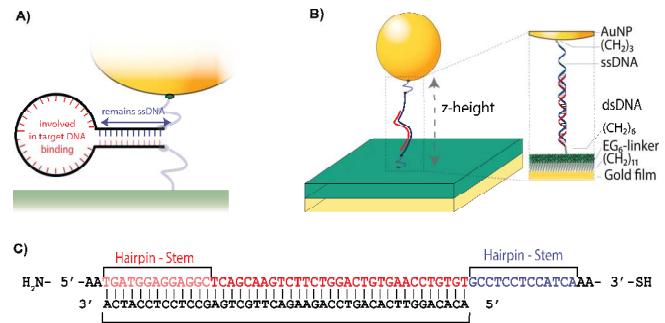 A)
involved
in target DNA
binding
remains ssDNA
B)
z-height
AuNP
(CH₂)₃
ssDNA
dsDNA
(CH₂)₆
EG₆-linker
(CH₂)₁₁
Gold film
C)
Hairpin - Stem
Hairpin - Stem
H₂N- 5’-AATGATGGAGGAGGCTCAGCAAGTCTTCTGGACTGTGAACCTGTGTGCCTCCTCCATCAAA- 3’-SH
3’ ACTACCTCCTCCGAGTCGTTCAGAAGACCTGACACTTGGACACA 5’